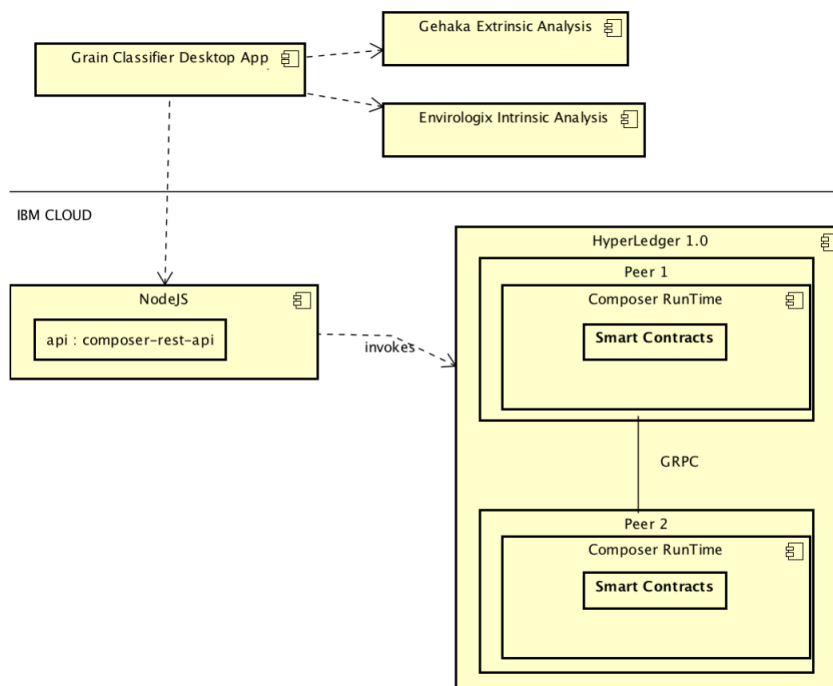 Gehaka Extrinsic Analysis
Grain Classifier Desktop App
Envirologix Intrinsic Analysis
IBM CLOUD
HyperLedger 1.0
Peer 1
NodeJS
Composer RunTime
api : composer-rest-api
Smart Contracts
invokes
GRPC
Peer 2
Composer RunTime
Smart Contracts